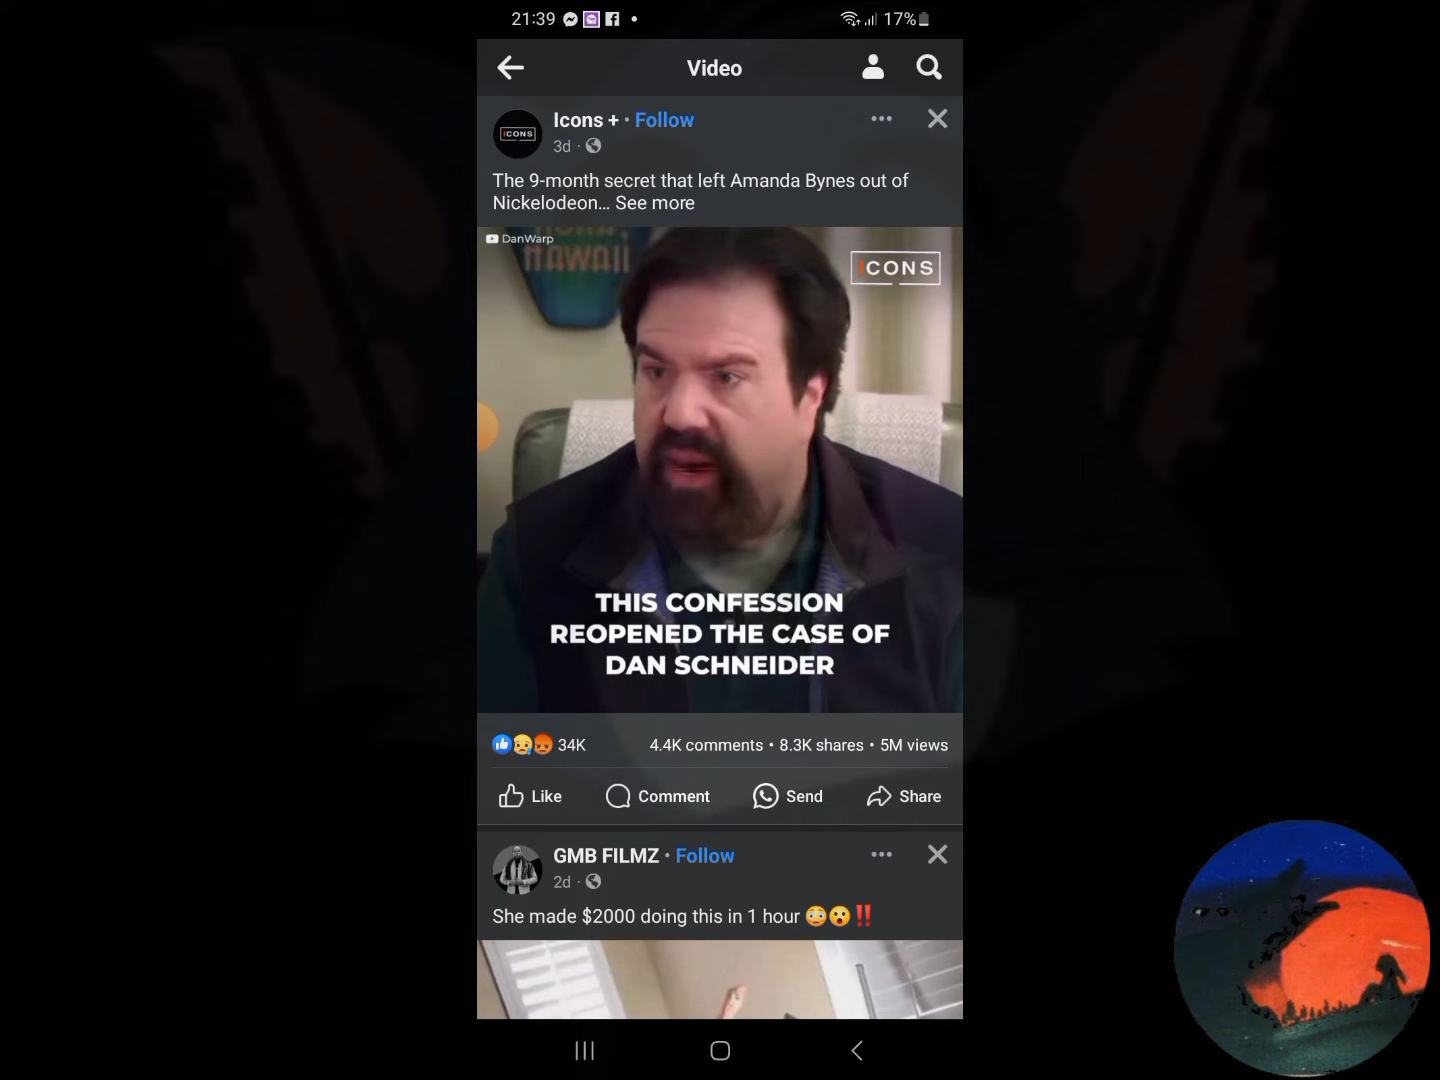 21:39
17%
Video
Icons + · Follow
3d ·
The 9-month secret that left Amanda Bynes out of
Nickelodeon... See more
DanWarp
HAWAII
ICONS
ICONS
THIS CONFESSION
REOPENED THE CASE OF
DAN SCHNEIDER
34K
4.4K comments • 8.3K shares • 5M views
Like
Comment
Send
Share
GMB FILMZ · Follow
2d ·
She made $2000 doing this in 1 hour 😳😮‼️